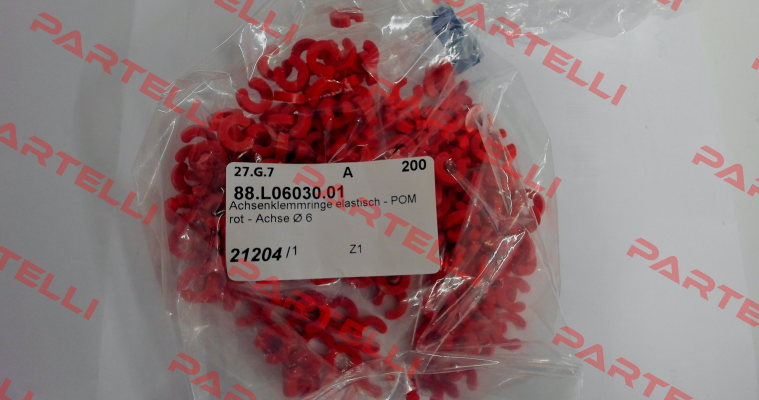 27.G.7 A 200
88.L06030.01
Achsenklemmringe elastisch - POM
rot - Achse Ø 6
21204 /1 Z1
PARTELLI
PARTELLI
PARTELLI
PARTELLI
PARTELLI
PARTELLI
PARTELLI
PARTELLI
PARTELLI